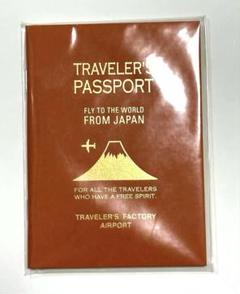 TRAVELER'S
PASSPORT
FLY TO THE WORLD
FROM JAPAN
FOR ALL THE TRAVELERS
WHO HAVE A FREE SPIRIT.
TRAVELER'S FACTORY
AIRPORT